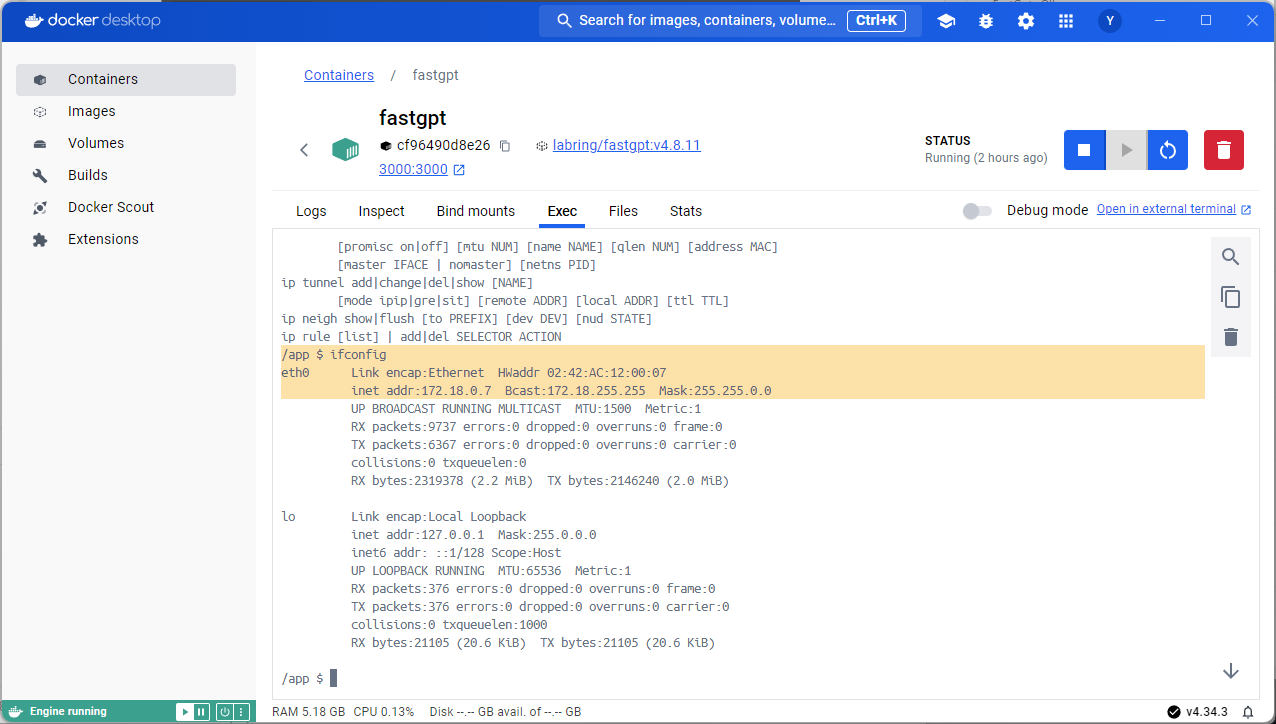 docker desktop
Search for images, containers, volume...
Ctrl+K
Y
Containers
Images
Volumes
Builds
Docker Scout
Extensions
Containers / fastgpt
fastgpt
cf96490d8e26
labring/fastgpt:v4.8.11
3000:3000
STATUS
Running (2 hours ago)
Logs
Inspect
Bind mounts
Exec
Files
Stats
Debug mode
Open in external terminal
[promisc on|off] [mtu NUM] [name NAME] [qlen NUM] [address MAC]
[master IFACE | nomaster] [netns PID]
ip tunnel add|change|del|show [NAME]
[mode ipip|gre|sit] [remote ADDR] [local ADDR] [ttl TTL]
ip neigh show|flush [to PREFIX] [dev DEV] [nud STATE]
ip rule [list] | add|del SELECTOR ACTION
/app $ ifconfig
eth0 Link encap:Ethernet HWaddr 02:42:AC:12:00:07
inet addr:172.18.0.7 Bcast:172.18.255.255 Mask:255.255.0.0
UP BROADCAST RUNNING MULTICAST MTU:1500 Metric:1
RX packets:9737 errors:0 dropped:0 overruns:0 frame:0
TX packets:6367 errors:0 dropped:0 overruns:0 carrier:0
collisions:0 txqueuelen:0
RX bytes:2319378 (2.2 MiB) TX bytes:2146240 (2.0 MiB)
lo Link encap:Local Loopback
inet addr:127.0.0.1 Mask:255.0.0.0
inet6 addr: ::1/128 Scope:Host
UP LOOPBACK RUNNING MTU:65536 Metric:1
RX packets:376 errors:0 dropped:0 overruns:0 frame:0
TX packets:376 errors:0 dropped:0 overruns:0 carrier:0
collisions:0 txqueuelen:1000
RX bytes:21105 (20.6 KiB) TX bytes:21105 (20.6 KiB)
/app $
Engine running
RAM 5.18 GB CPU 0.13% Disk --.-- GB avail. of --.-- GB
v4.34.3